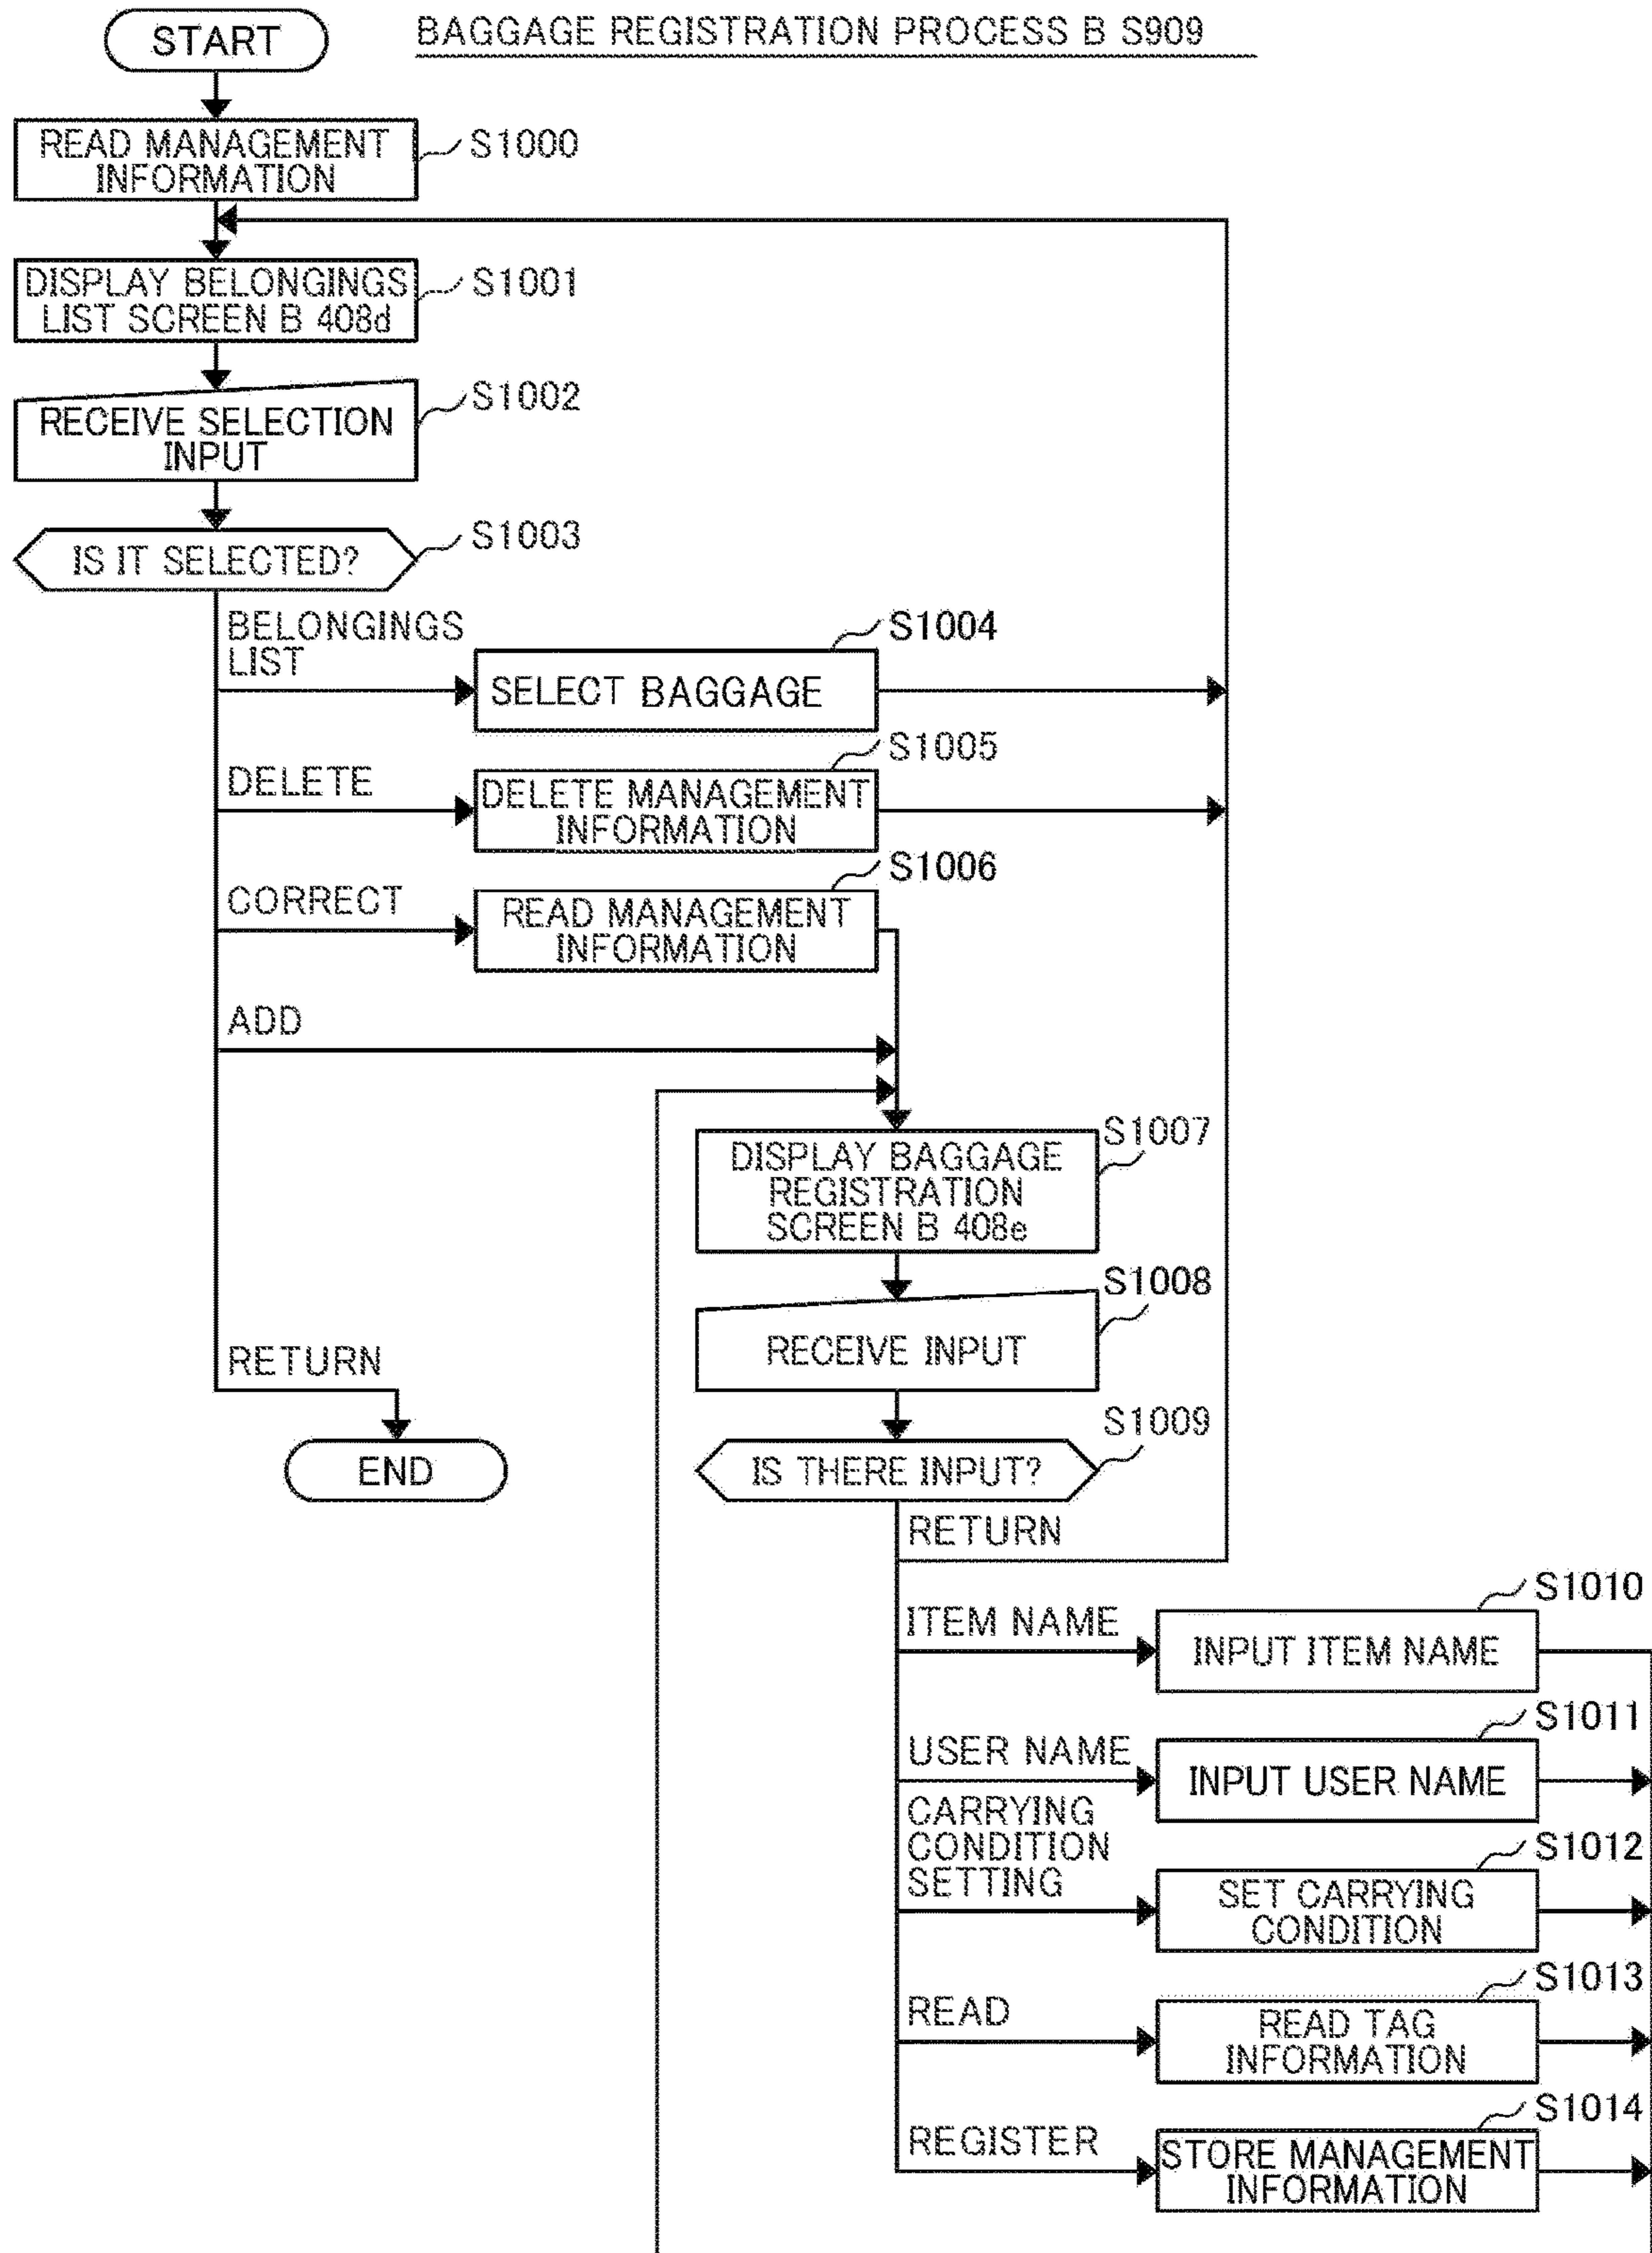 START
BAGGAGE REGISTRATION PROCESS B S909
READ MANAGEMENT
INFORMATION
S1000
DISPLAY BELONGINGS
LIST SCREEN B 408d
S1001
RECEIVE SELECTION
INPUT
S1002
IS IT SELECTED?
S1003
BELONGINGS
LIST
S1004
SELECT BAGGAGE
S1005
DELETE
DELETE MANAGEMENT
INFORMATION
S1006
CORRECT
READ MANAGEMENT
INFORMATION
ADD
S1007
DISPLAY BAGGAGE
REGISTRATION
SCREEN B 408e
S1008
RECEIVE INPUT
RETURN
S1009
END
IS THERE INPUT?
RETURN
S1010
ITEM NAME
INPUT ITEM NAME
S1011
USER NAME
INPUT USER NAME
CARRYING
CONDITION
SETTING
S1012
SET CARRYING
CONDITION
S1013
READ
READ TAG
INFORMATION
S1014
REGISTER
STORE MANAGEMENT
INFORMATION